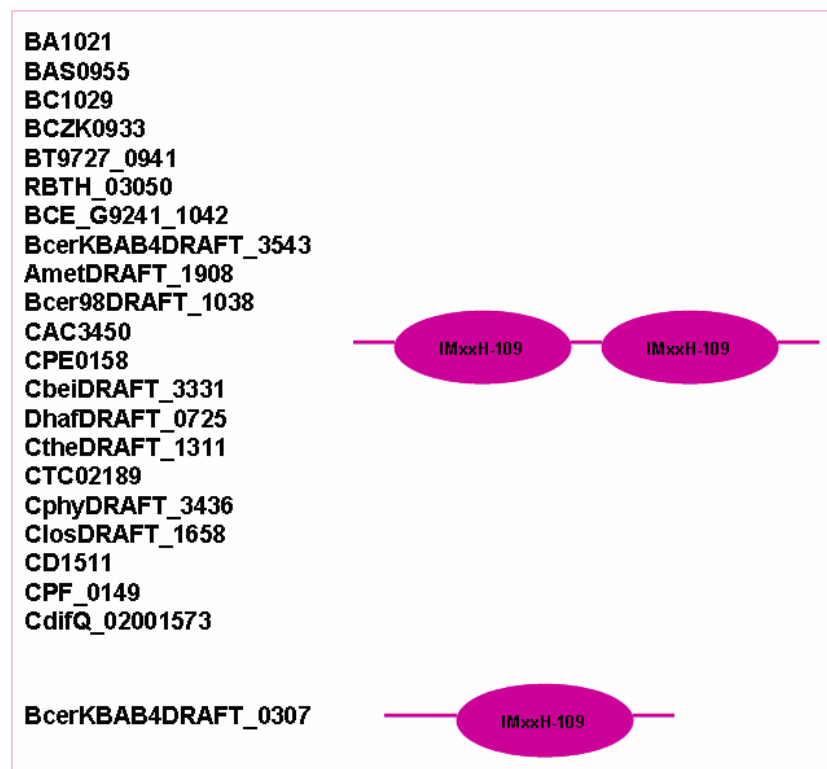 BA1021
BAS0955
BC1029
BCZK0933
BT9727_0941
RBTH_03050
BCE_G9241_1042
BcerKBAB4DRAFT_3543
AmetDRAFT_1908
Bcer98DRAFT_1038
CAC3450
IMxxH-109 IMxxH-109
CPE0158
CbeiDRAFT_3331
DhafDRAFT_0725
CtheDRAFT_1311
CTC02189
CphyDRAFT_3436
ClosDRAFT_1658
CD1511
CPF_0149
CdifQ_02001573
BcerKBAB4DRAFT_0307 IMxxH-109